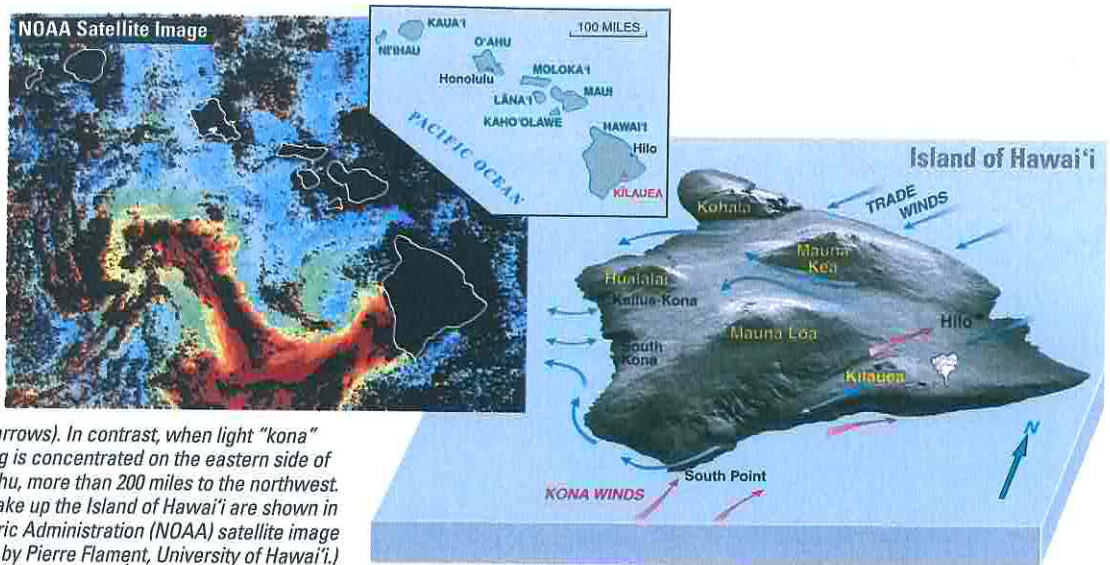 NOAA Satellite Image
KAUA'I
NI'IHAU
O'AHU
Honolulu
MOLOKA'I
LĀNA'I
MAUI
KAHO'OLAWE
HAWAI'I
Hilo
KĪLAUEA
PACIFIC OCEAN
100 MILES
Island of Hawai'i
TRADE
WINDS
Kohala
Mauna
Kea
Hualalai
Kailua-Kona
Mauna Loa
Hilo
South
Kona
Kilauea
South Point
KONA WINDS
N
arrows). In contrast, when light "kona"
g is concentrated on the eastern side of
hu, more than 200 miles to the northwest.
ake up the Island of Hawai'i are shown in
ric Administration (NOAA) satellite image
by Pierre Flament, University of Hawai'i.)